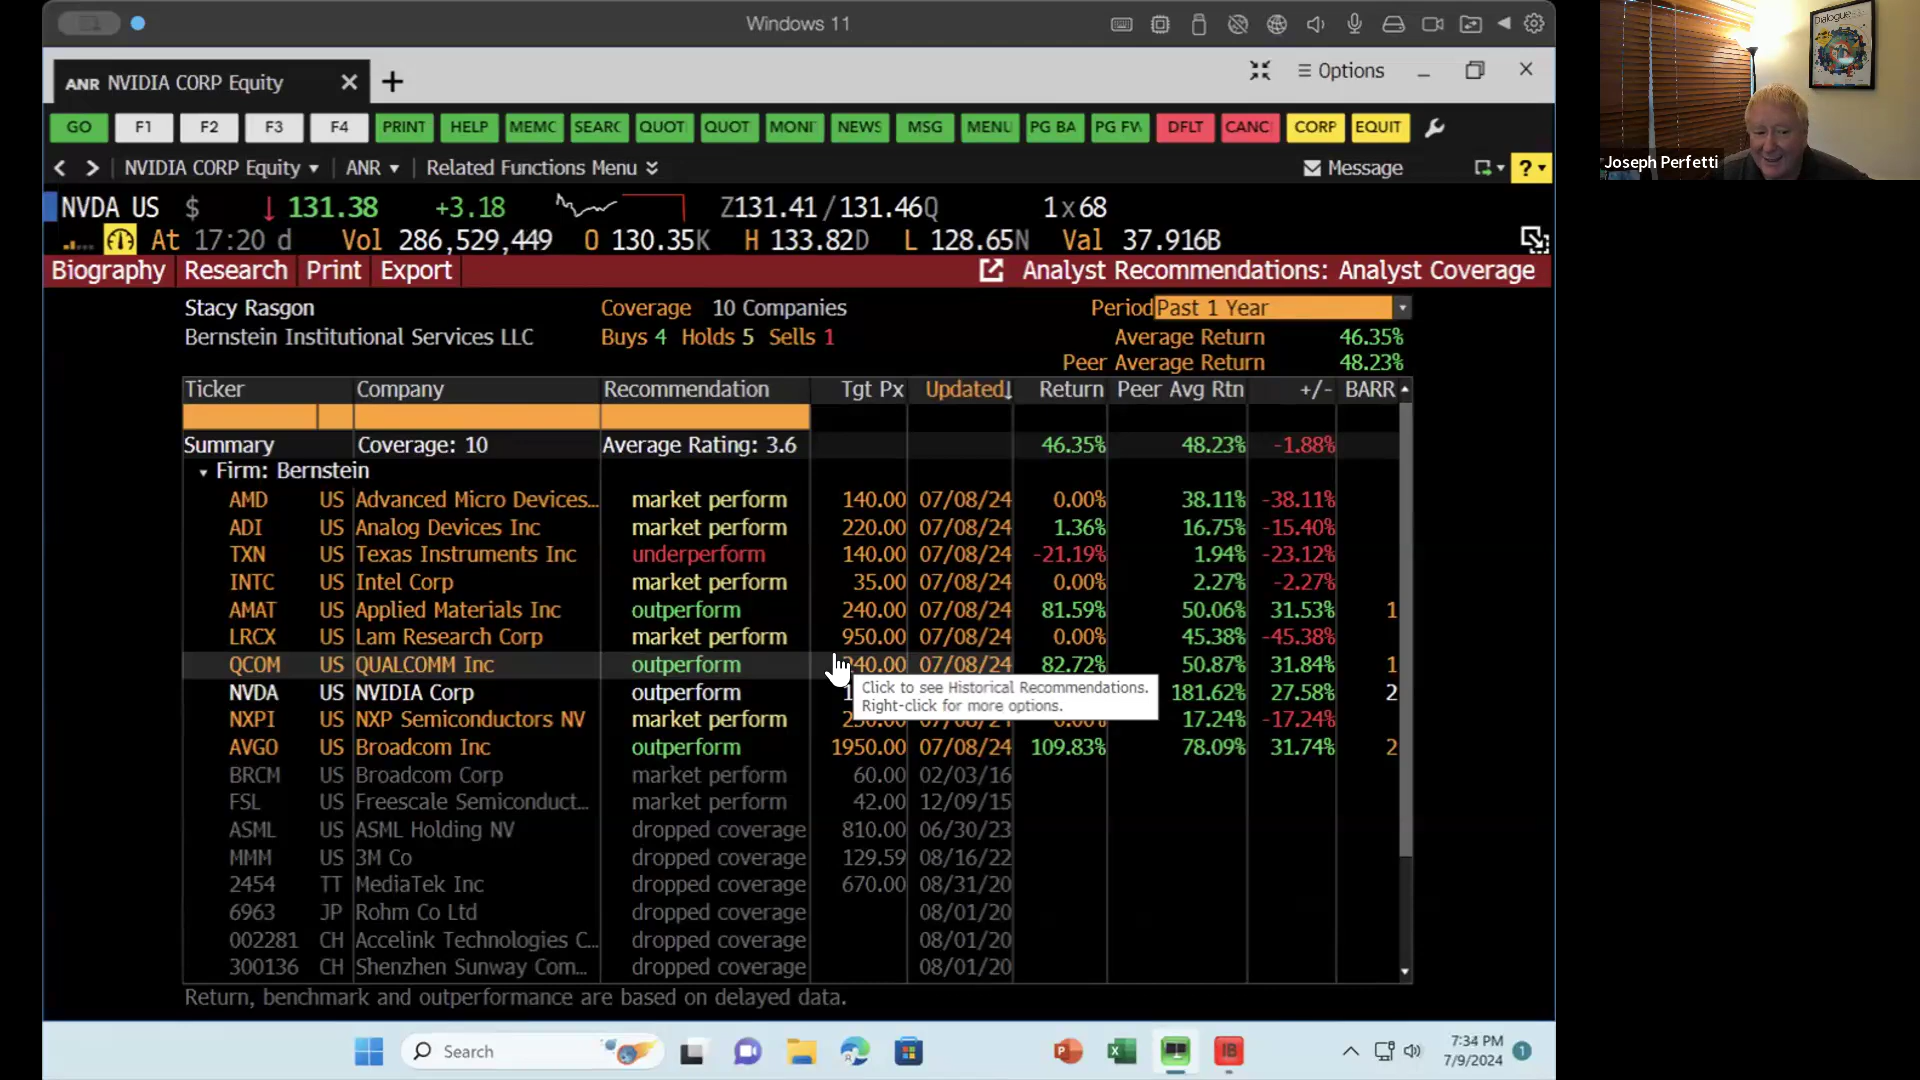 Windows 11
ANR NVIDIA CORP Equity
Options
GO F1 F2 F3 F4 PRINT HELP MEMC SEARC QUOT QUOT MONI NEWS MSG MENU PG BA PG FW DFLT CANC CORP EQUIT
NVIDIA CORP Equity ANR Related Functions Menu Message ?
NVDA US $ ↓ 131.38 +3.18 Z131.41/131.46Q 1x68
At 17:20 d Vol 286,529,449 O 130.35K H 133.82D L 128.65N Val 37.916B
Biography Research Print Export Analyst Recommendations: Analyst Coverage
Stacy Rasgon Coverage 10 Companies Period Past 1 Year
Bernstein Institutional Services LLC Buys 4 Holds 5 Sells 1 Average Return 46.35%
Peer Average Return 48.23%
Ticker Company Recommendation Tgt Px Updated↓ Return Peer Avg Rtn +/- BARR
Summary Coverage: 10 Average Rating: 3.6 46.35% 48.23% -1.88%
Firm: Bernstein
AMD US Advanced Micro Devices... market perform 140.00 07/08/24 0.00% 38.11% -38.11%
ADI US Analog Devices Inc market perform 220.00 07/08/24 1.36% 16.75% -15.40%
TXN US Texas Instruments Inc underperform 140.00 07/08/24 -21.19% 1.94% -23.12%
INTC US Intel Corp market perform 35.00 07/08/24 0.00% 2.27% -2.27%
AMAT US Applied Materials Inc outperform 240.00 07/08/24 81.59% 50.06% 31.53% 1
LRCX US Lam Research Corp market perform 950.00 07/08/24 0.00% 45.38% -45.38%
QCOM US QUALCOMM Inc outperform 240.00 07/08/24 82.72% 50.87% 31.84% 1
NVDA US NVIDIA Corp outperform 181.62% 27.58% 2
Click to see Historical Recommendations.
Right-click for more options.
NXPI US NXP Semiconductors NV market perform 17.24% -17.24%
AVGO US Broadcom Inc outperform 1950.00 07/08/24 109.83% 78.09% 31.74% 2
BRCM US Broadcom Corp market perform 60.00 02/03/16
FSL US Freescale Semiconduct... market perform 42.00 12/09/15
ASML US ASML Holding NV dropped coverage 810.00 06/30/23
MMM US 3M Co dropped coverage 129.59 08/16/22
2454 TT MediaTek Inc dropped coverage 670.00 08/31/20
6963 JP Rohm Co Ltd dropped coverage 08/01/20
002281 CH Accelink Technologies C... dropped coverage 08/01/20
300136 CH Shenzhen Sunway Com... dropped coverage 08/01/20
Return, benchmark and outperformance are based on delayed data.
Search
7:34 PM
7/9/2024
1
Dialogue
Joseph Perfetti